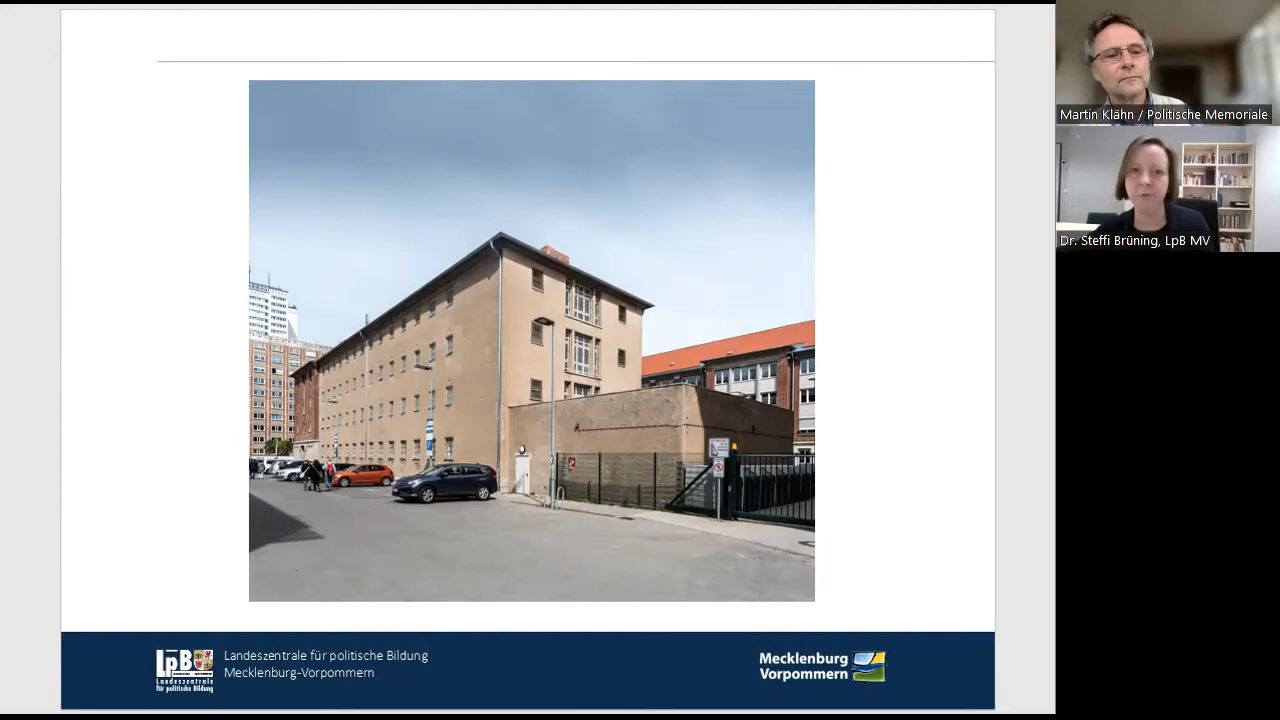 Martin Klähn / Politische Memoriale
Dr. Steffi Brüning, LpB MV
LpB
Landeszentrale
für politische Bildung
Landeszentrale für politische Bildung
Mecklenburg-Vorpommern
Mecklenburg
Vorpommern